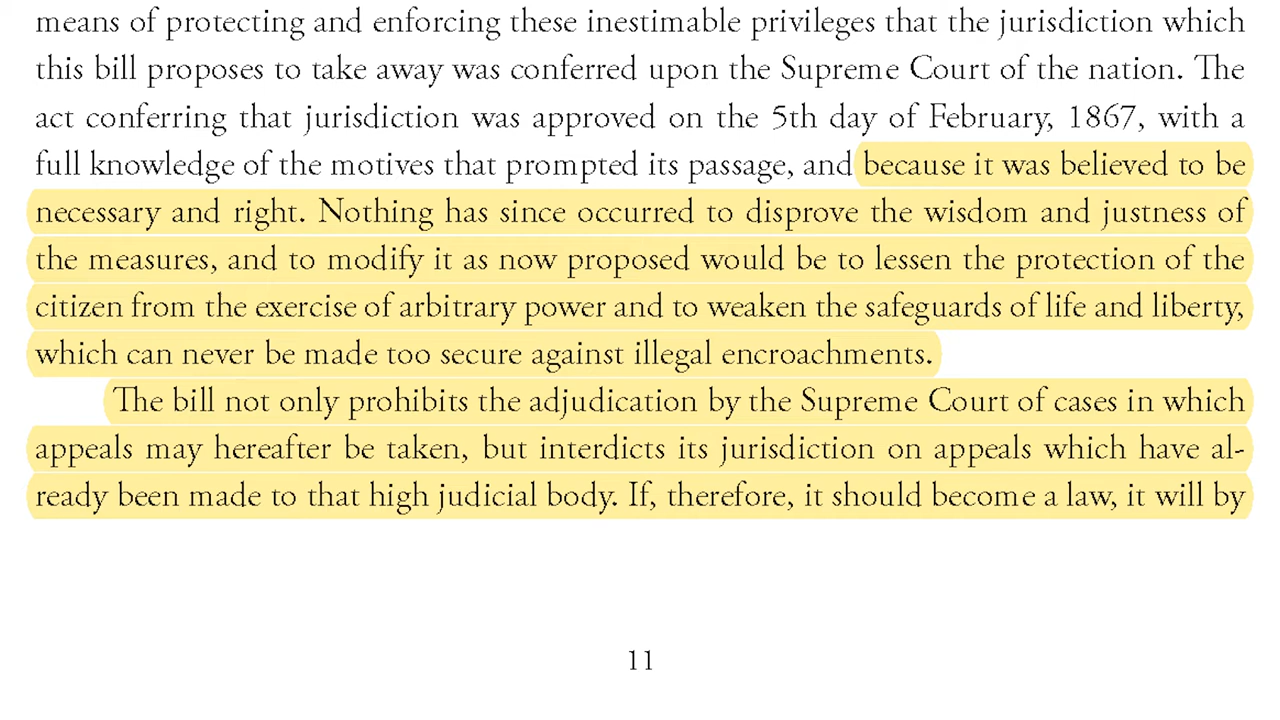 means of protecting and enforcing these inestimable privileges that the jurisdiction which
this bill proposes to take away was conferred upon the Supreme Court of the nation. The
act conferring that jurisdiction was approved on the 5th day of February, 1867, with a
full knowledge of the motives that prompted its passage, and because it was believed to be
necessary and right. Nothing has since occurred to disprove the wisdom and justness of
the measures, and to modify it as now proposed would be to lessen the protection of the
citizen from the exercise of arbitrary power and to weaken the safeguards of life and liberty,
which can never be made too secure against illegal encroachments.
The bill not only prohibits the adjudication by the Supreme Court of cases in which
appeals may hereafter be taken, but interdicts its jurisdiction on appeals which have al-
ready been made to that high judicial body. If, therefore, it should become a law, it will by
11